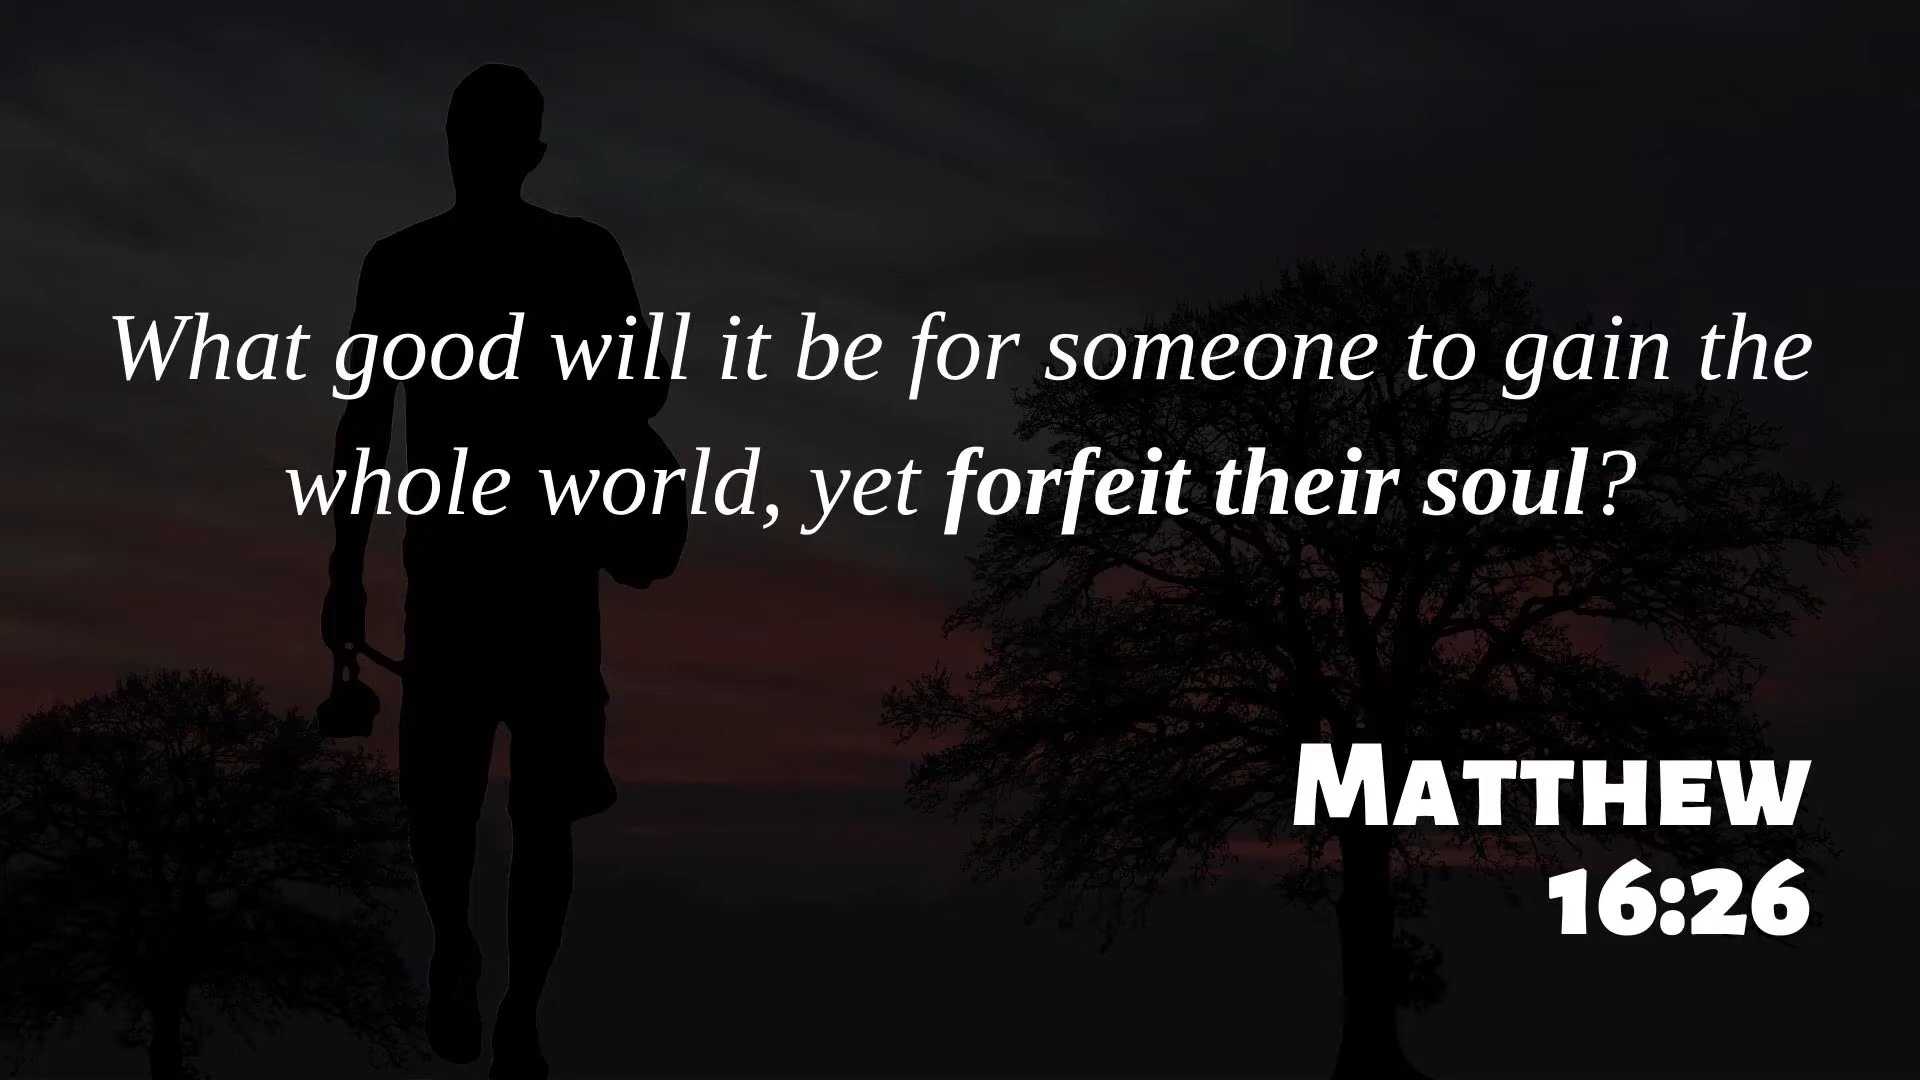 What good will it be for someone to gain the
whole world, yet forfeit their soul?
Matthew
16:26